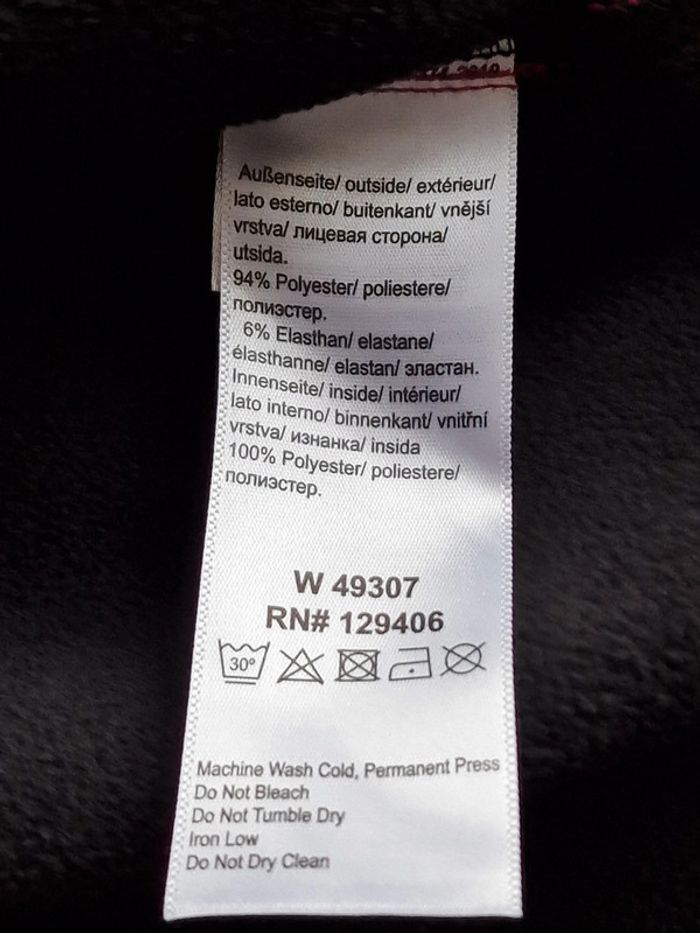 Außenseite/ outside/ extérieur/
lato esterno/ buitenkant/ vnější
vrstva/ лицевая сторона/
utsida.
94% Polyester/ poliestere/
полиэстер.
6% Elasthan/ elastane/
élasthanne/ elastan/ эластан.
Innenseite/ inside/ intérieur/
lato interno/ binnenkant/ vnitřní
vrstva/ изнанка/ insida
100% Polyester/ poliestere/
полиэстер.
W 49307
RN# 129406
30°
Machine Wash Cold, Permanent Press
Do Not Bleach
Do Not Tumble Dry
Iron Low
Do Not Dry Clean